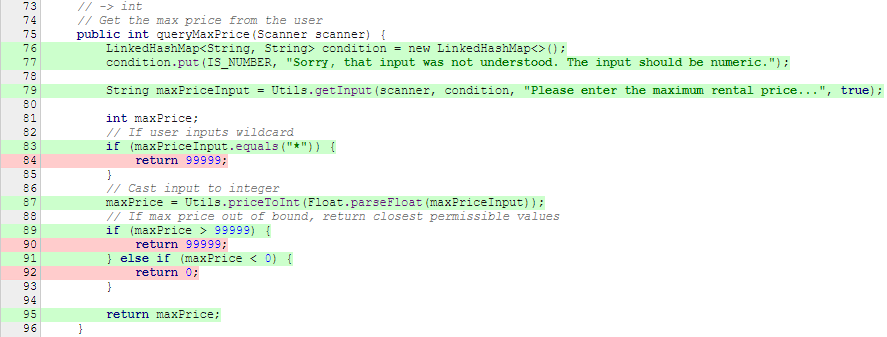 73 // -> int
74 // Get the max price from the user
75 public int queryMaxPrice(Scanner scanner) {
76 LinkedHashMap<String, String> condition = new LinkedHashMap<>();
77 condition.put(IS_NUMBER, "Sorry, that input was not understood. The input should be numeric.");
78
79 String maxPriceInput = Utils.getInput(scanner, condition, "Please enter the maximum rental price...", true);
80
81 int maxPrice;
82 // If user inputs wildcard
83 if (maxPriceInput.equals("*")) {
84 return 99999;
85 }
86 // Cast input to integer
87 maxPrice = Utils.priceToInt(Float.parseFloat(maxPriceInput));
88 // If max price out of bound, return closest permissible values
89 if (maxPrice > 99999) {
90 return 99999;
91 } else if (maxPrice < 0) {
92 return 0;
93 }
94
95 return maxPrice;
96 }